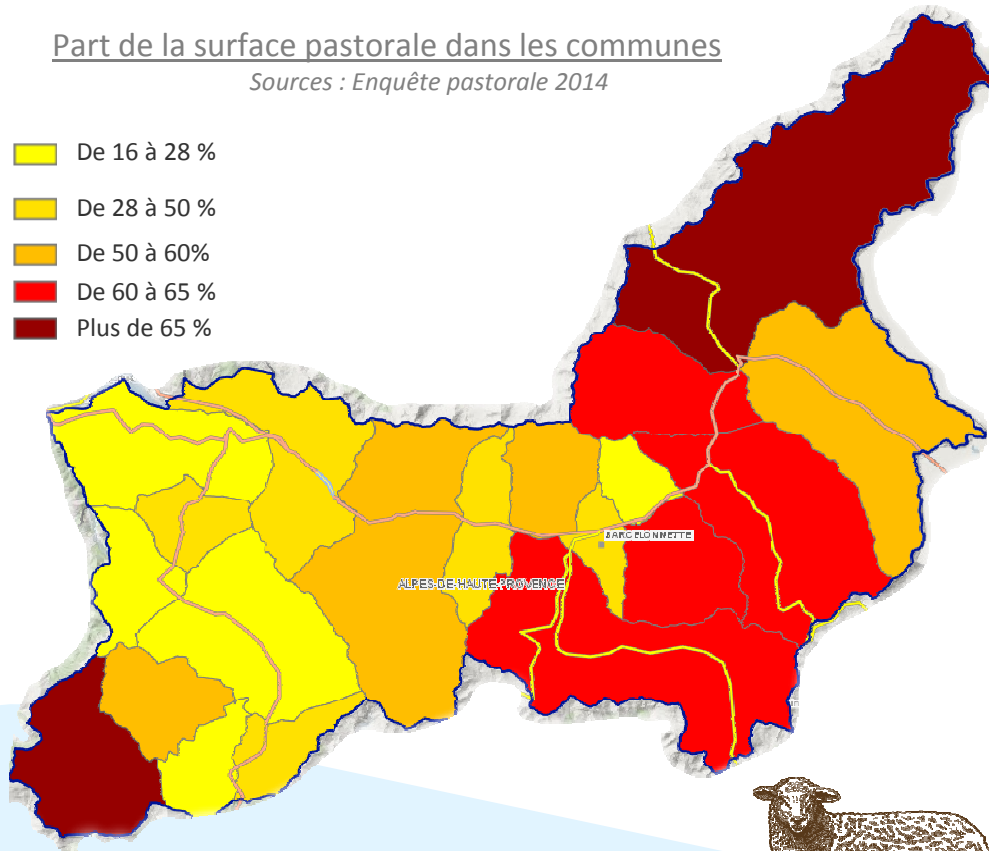 Part de la surface pastorale dans les communes
Sources : Enquête pastorale 2014
De 16 à 28 %
De 28 à 50 %
De 50 à 60%
De 60 à 65 %
Plus de 65 %
BARCELONNETTE
ALPES-DE-HAUTE-PROVENCE